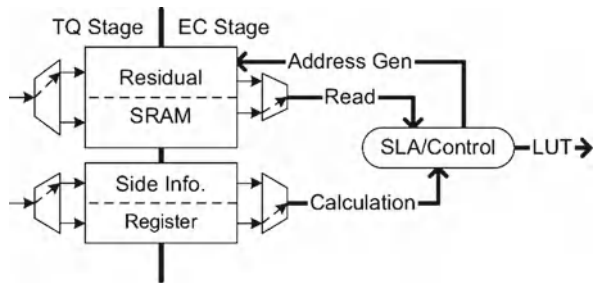 TQ Stage
EC Stage
Residual
SRAM
Address Gen
Read
SLA/Control
LUT
Side Info.
Register
Calculation